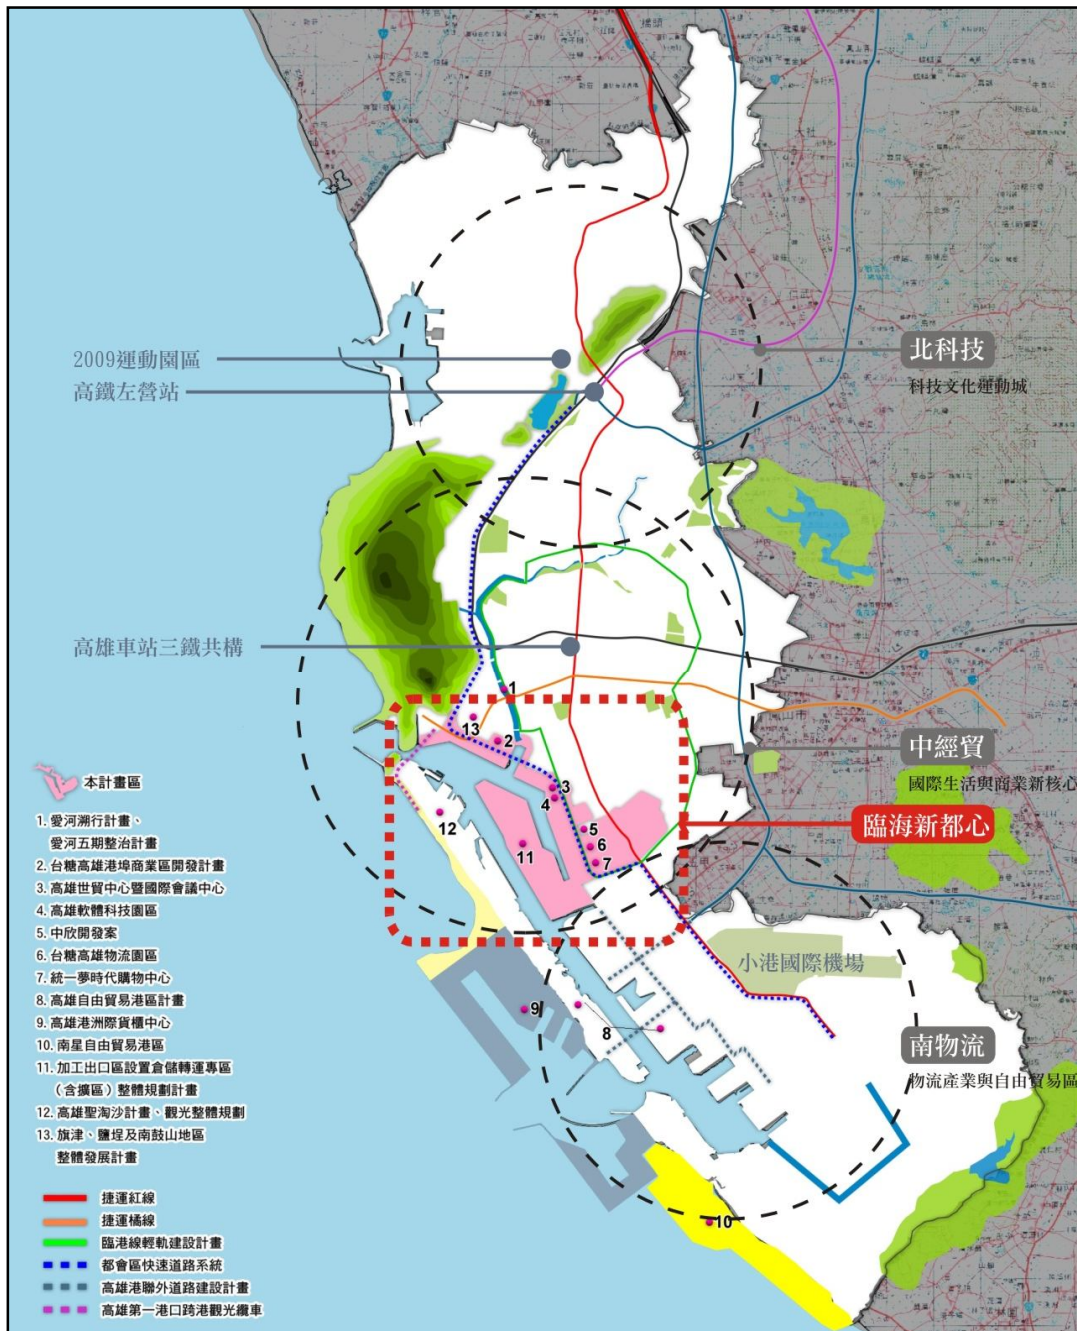 2009運動園區
高鐵左營站
北科技
科技文化運動城
高雄車站三鐵共構
中經貿
國際生活與商業新核心
臨海新都心
小港國際機場
南物流
物流產業與自由貿易區
1
13
2
3
4
5
6
7
12
11
9
8
10
本計畫區
1. 愛河溯行計畫、
愛河五期整治計畫
2. 台糖高雄港埠商業區開發計畫
3. 高雄世貿中心暨國際會議中心
4. 高雄軟體科技園區
5. 中欣開發案
6. 台糖高雄物流園區
7. 統一夢時代購物中心
8. 高雄自由貿易港區計畫
9. 高雄港洲際貨櫃中心
10. 南星自由貿易港區
11. 加工出口區設置倉儲轉運專區
（含擴區）整體規劃計畫
12. 高雄聖淘沙計畫、觀光整體規劃
13. 旗津、鹽埕及南鼓山地區
整體發展計畫
捷運紅線
捷運橘線
臨港線輕軌建設計畫
都會區快速道路系統
高雄港聯外道路建設計畫
高雄第一港口跨港觀光纜車